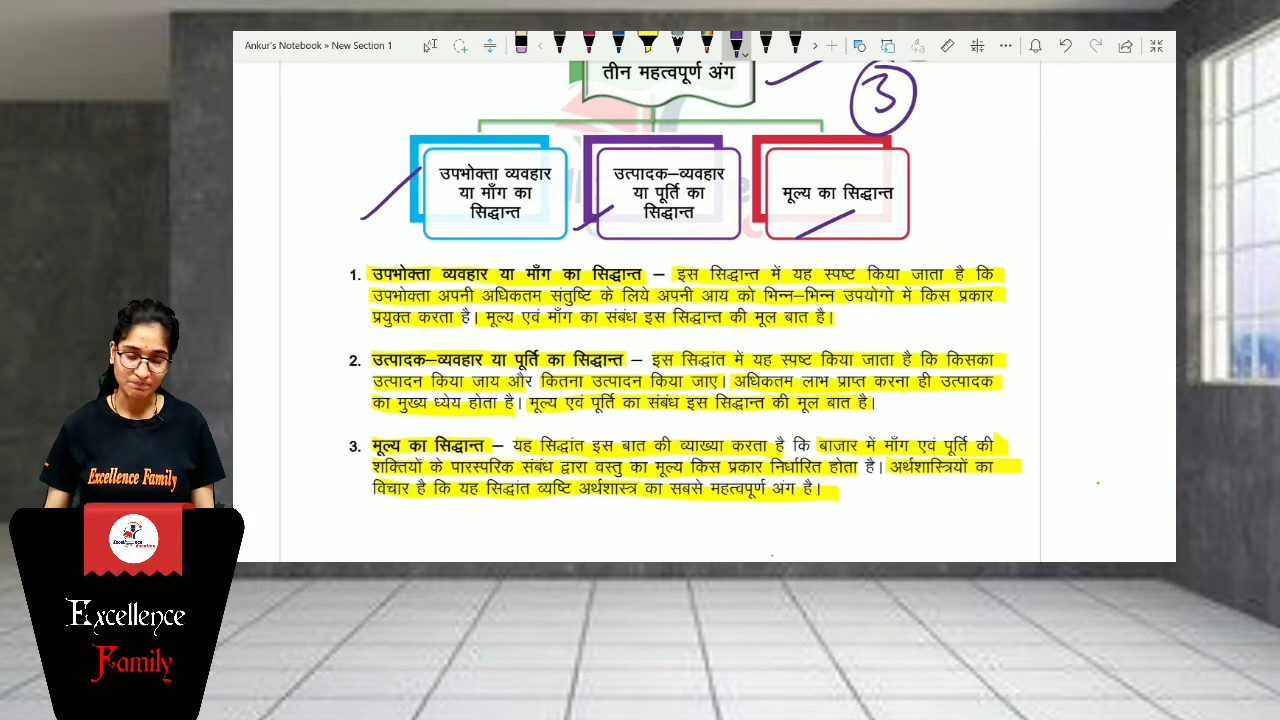 Ankur's Notebook » New Section 1
तीन महत्वपूर्ण अंग
3
उपभोक्ता व्यवहार
या माँग का
सिद्धान्त
उत्पादक–व्यवहार
या पूर्ति का
सिद्धान्त
मूल्य का सिद्धान्त
1. उपभोक्ता व्यवहार या माँग का सिद्धान्त – इस सिद्धान्त में यह स्पष्ट किया जाता है कि
उपभोक्ता अपनी अधिकतम संतुष्टि के लिये अपनी आय को भिन्न–भिन्न उपयोगो में किस प्रकार
प्रयुक्त करता है। मूल्य एवं माँग का संबंध इस सिद्धान्त की मूल बात है।
2. उत्पादक–व्यवहार या पूर्ति का सिद्धान्त – इस सिद्धांत में यह स्पष्ट किया जाता है कि किसका
उत्पादन किया जाय और कितना उत्पादन किया जाए। अधिकतम लाभ प्राप्त करना ही उत्पादक
का मुख्य ध्येय होता है। मूल्य एवं पूर्ति का संबंध इस सिद्धान्त की मूल बात है।
3. मूल्य का सिद्धान्त – यह सिद्धांत इस बात की व्याख्या करता है कि बाजार में माँग एवं पूर्ति की
शक्तियों के पारस्परिक संबंध द्वारा वस्तु का मूल्य किस प्रकार निर्धारित होता है। अर्थशास्त्रियों का
विचार है कि यह सिद्धांत व्यष्टि अर्थशास्त्र का सबसे महत्वपूर्ण अंग है।
Excellence Family
Excellence
Family